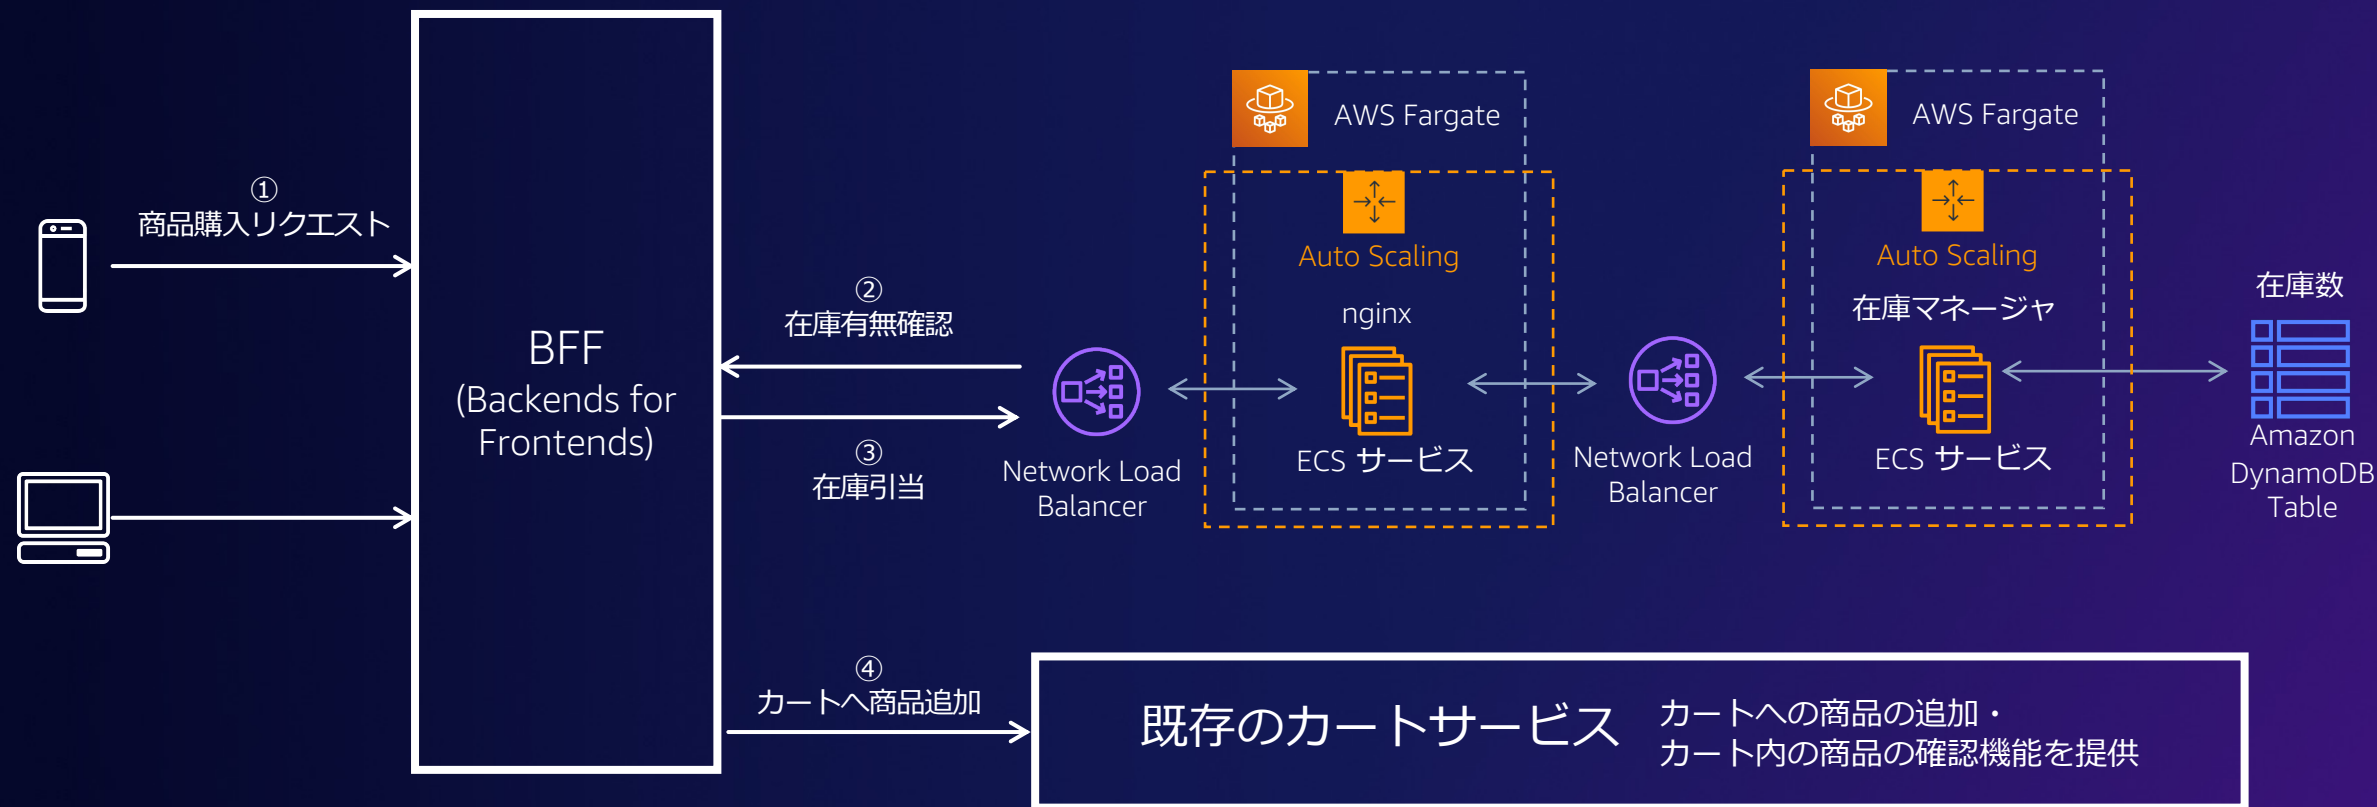 ①
商品購入リクエスト
BFF
(Backends for
Frontends)
②
在庫有無確認
③
在庫引当
Network Load
Balancer
AWS Fargate
Auto Scaling
nginx
ECS サービス
Network Load
Balancer
AWS Fargate
Auto Scaling
在庫マネージャ
ECS サービス
在庫数
Amazon
DynamoDB
Table
④
カートへ商品追加
既存のカートサービス
カートへの商品の追加・
カート内の商品の確認機能を提供